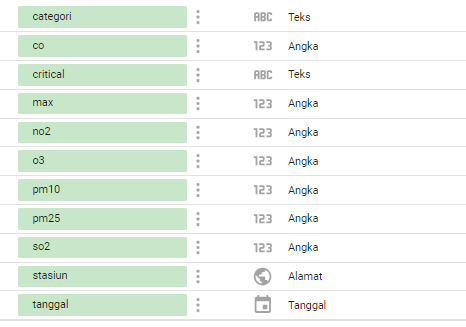 categori ABC Teks
co 123 Angka
critical ABC Teks
max 123 Angka
no2 123 Angka
o3 123 Angka
pm10 123 Angka
pm25 123 Angka
so2 123 Angka
stasiun Alamat
tanggal Tanggal